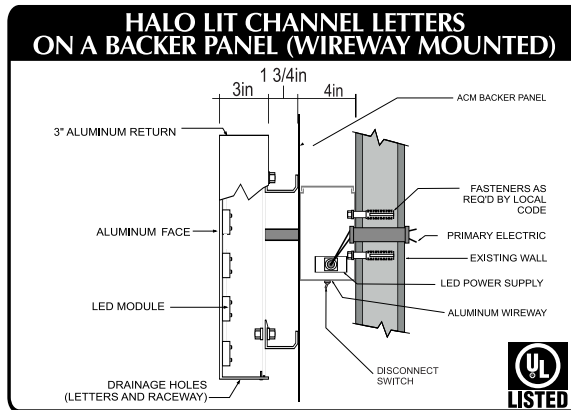 HALO LIT CHANNEL LETTERS
ON A BACKER PANEL (WIREWAY MOUNTED)
1 3/4in
3in
4in
ACM BACKER PANEL
3" ALUMINUM RETURN
FASTENERS AS
REQ'D BY LOCAL
CODE
ALUMINUM FACE
PRIMARY ELECTRIC
EXISTING WALL
LED POWER SUPPLY
LED MODULE
ALUMINUM WIREWAY
DISCONNECT
SWITCH
DRAINAGE HOLES
(LETTERS AND RACEWAY)
UL
LISTED